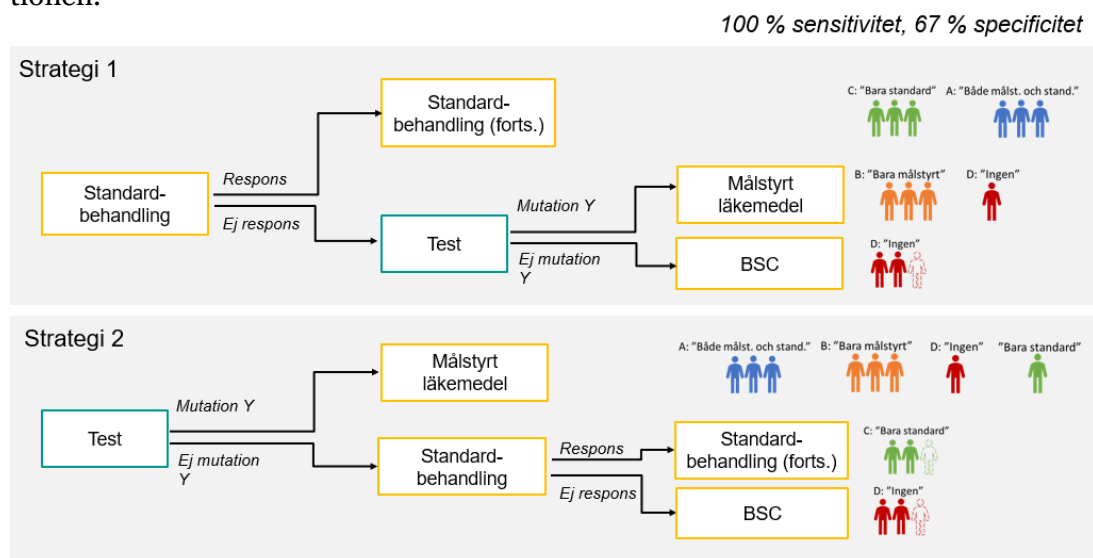 tionen.
100 % sensitivitet, 67 % specificitet
Strategi 1
Standard-
behandling
Respons
Ej respons
Standard-
behandling (forts.)
Test
Mutation Y
Ej mutation
Y
Målstyrt
läkemedel
BSC
C: "Bara standard" A: "Både målst. och stand."
B: "Bara målstyrt" D: "Ingen"
D: "Ingen"
Strategi 2
Test
Mutation Y
Ej mutation
Y
Målstyrt
läkemedel
Standard-
behandling
Respons
Ej respons
Standard-
behandling (forts.)
BSC
A: "Både målst. och stand." B: "Bara målstyrt" D: "Ingen" "Bara standard"
C: "Bara standard"
D: "Ingen"